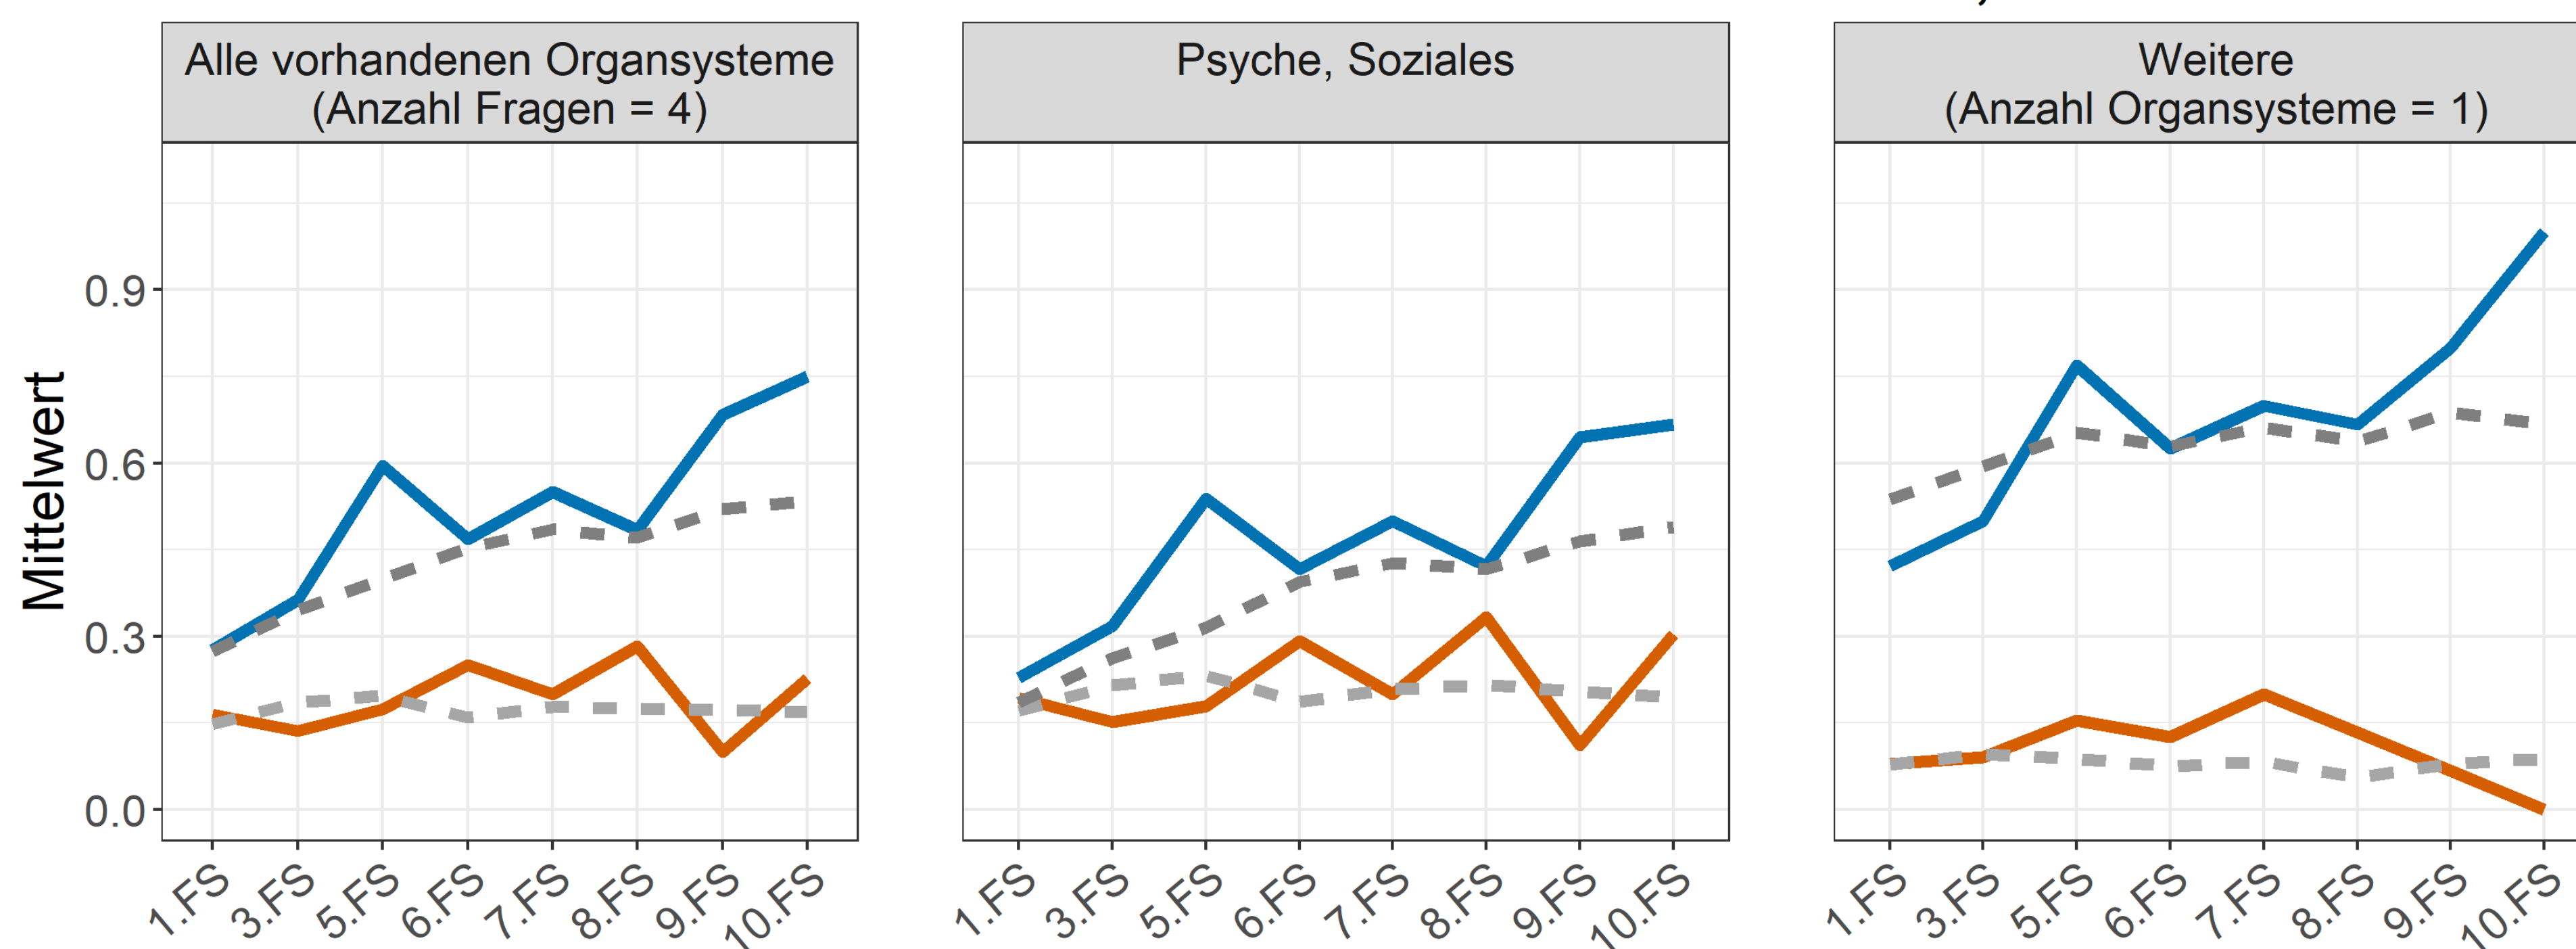 Alle vorhandenen Organsysteme
(Anzahl Fragen = 4)
Psyche, Soziales
Weitere
(Anzahl Organsysteme = 1)
Mittelwert
0.9
0.6
0.3
0.0
1.FS 3.FS 5.FS 6.FS 7.FS 8.FS 9.FS 10.FS
1.FS 3.FS 5.FS 6.FS 7.FS 8.FS 9.FS 10.FS
1.FS 3.FS 5.FS 6.FS 7.FS 8.FS 9.FS 10.FS